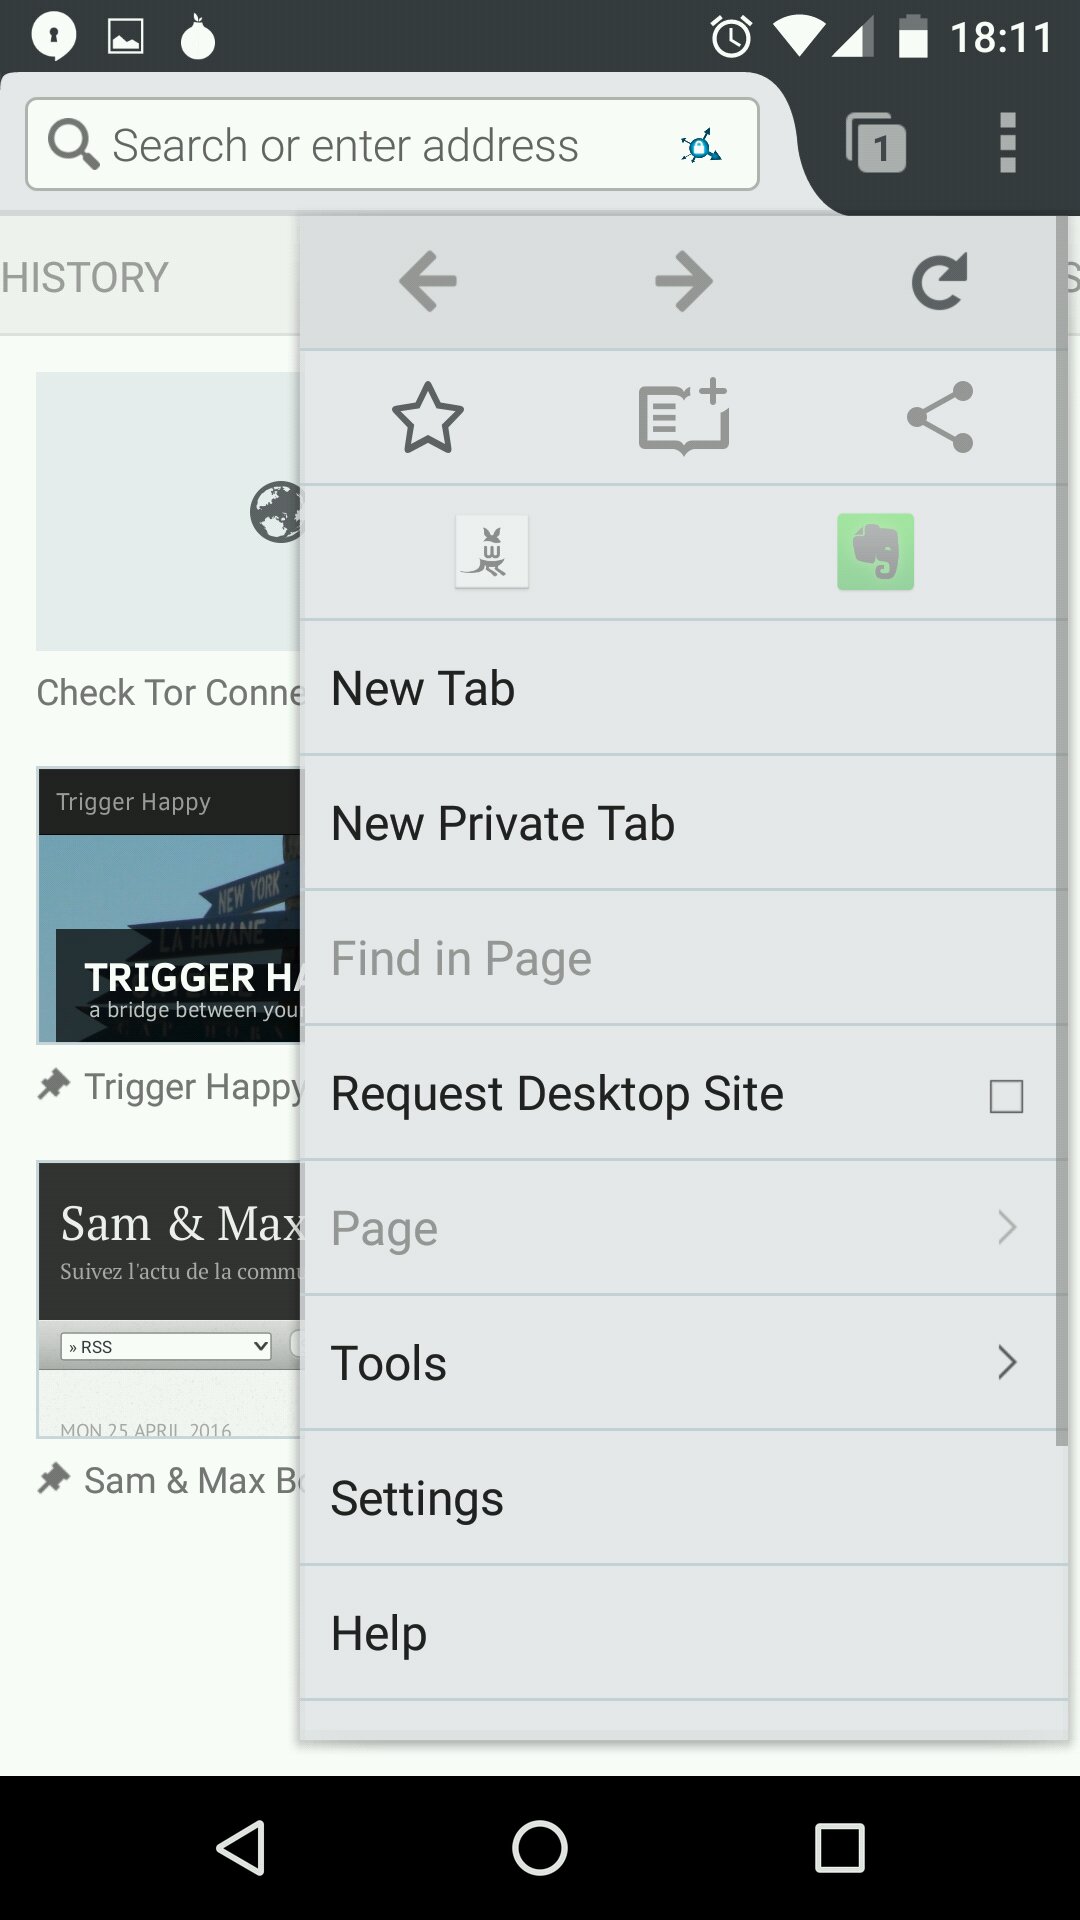 18:11
Search or enter address
1
HISTORY
S
Check Tor Conne
Trigger Happy
NEW YORK
LA HAVANE
TRIGGER HA
a bridge between your
Trigger Happy
Sam & Max
Suivez l'actu de la commu
» RSS
MON 25 APRIL 2016
Sam & Max Bo
New Tab
New Private Tab
Find in Page
Request Desktop Site
Page
Tools
Settings
Help